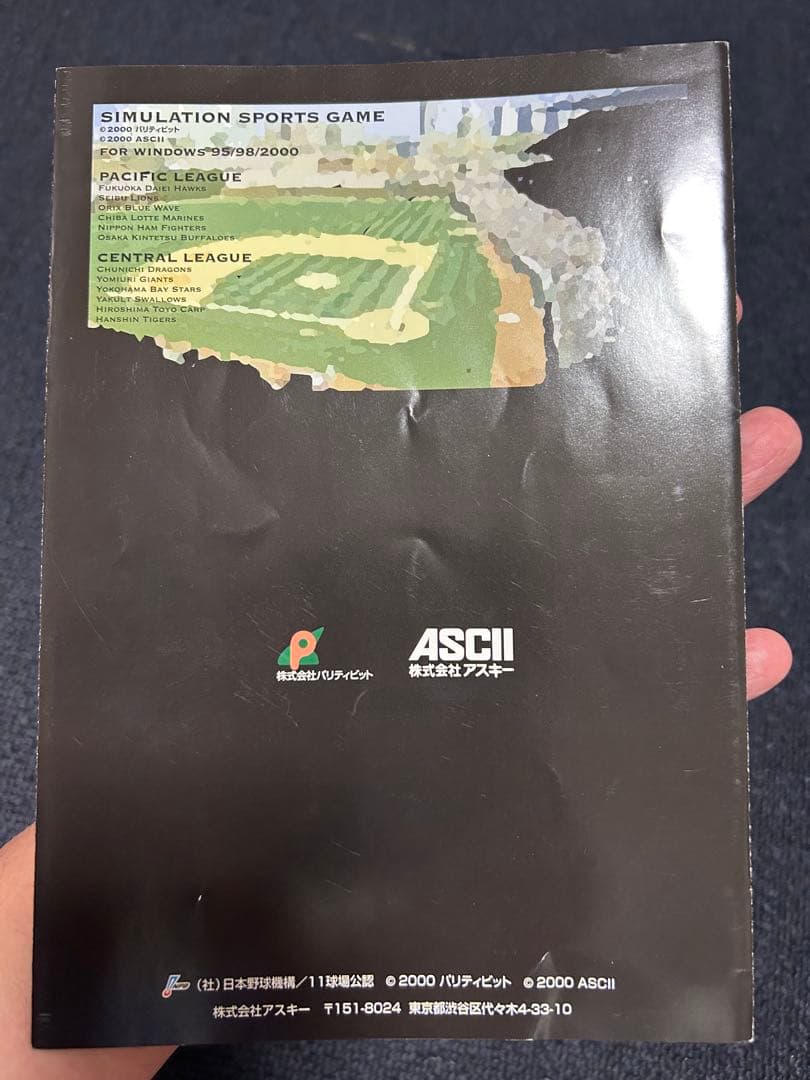 SIMULATION SPORTS GAME
©2000 パリティビット
©2000 ASCII
FOR WINDOWS 95/98/2000
PACIFIC LEAGUE
FUKUOKA DAIEI HAWKS
SEIBU LIONS
ORIX BLUE WAVE
CHIBA LOTTE MARINES
NIPPON HAM FIGHTERS
OSAKA KINTETSU BUFFALOES
CENTRAL LEAGUE
CHUNICHI DRAGONS
YOMIURI GIANTS
YOKOHAMA BAY STARS
YAKULT SWALLOWS
HIROSHIMA TOYO CARP
HANSHIN TIGERS
株式会社パリティビット
ASCII
株式会社アスキー
(社)日本野球機構/11球場公認 ©2000 パリティビット ©2000 ASCII
株式会社アスキー 〒151-8024 東京都渋谷区代々木4-33-10